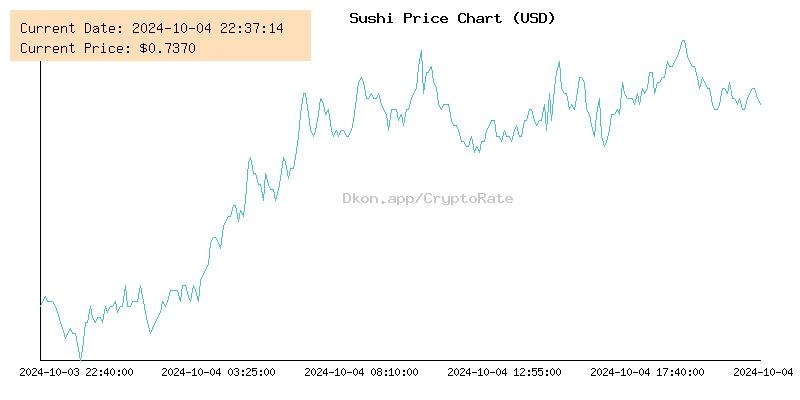 Sushi Price Chart (USD)
Current Date: 2024-10-04 22:37:14
Current Price: $0.7370
Dkon.app/CryptoRate
2024-10-03 22:40:00 2024-10-04 03:25:00 2024-10-04 08:10:00 2024-10-04 12:55:00 2024-10-04 17:40:00 2024-10-04